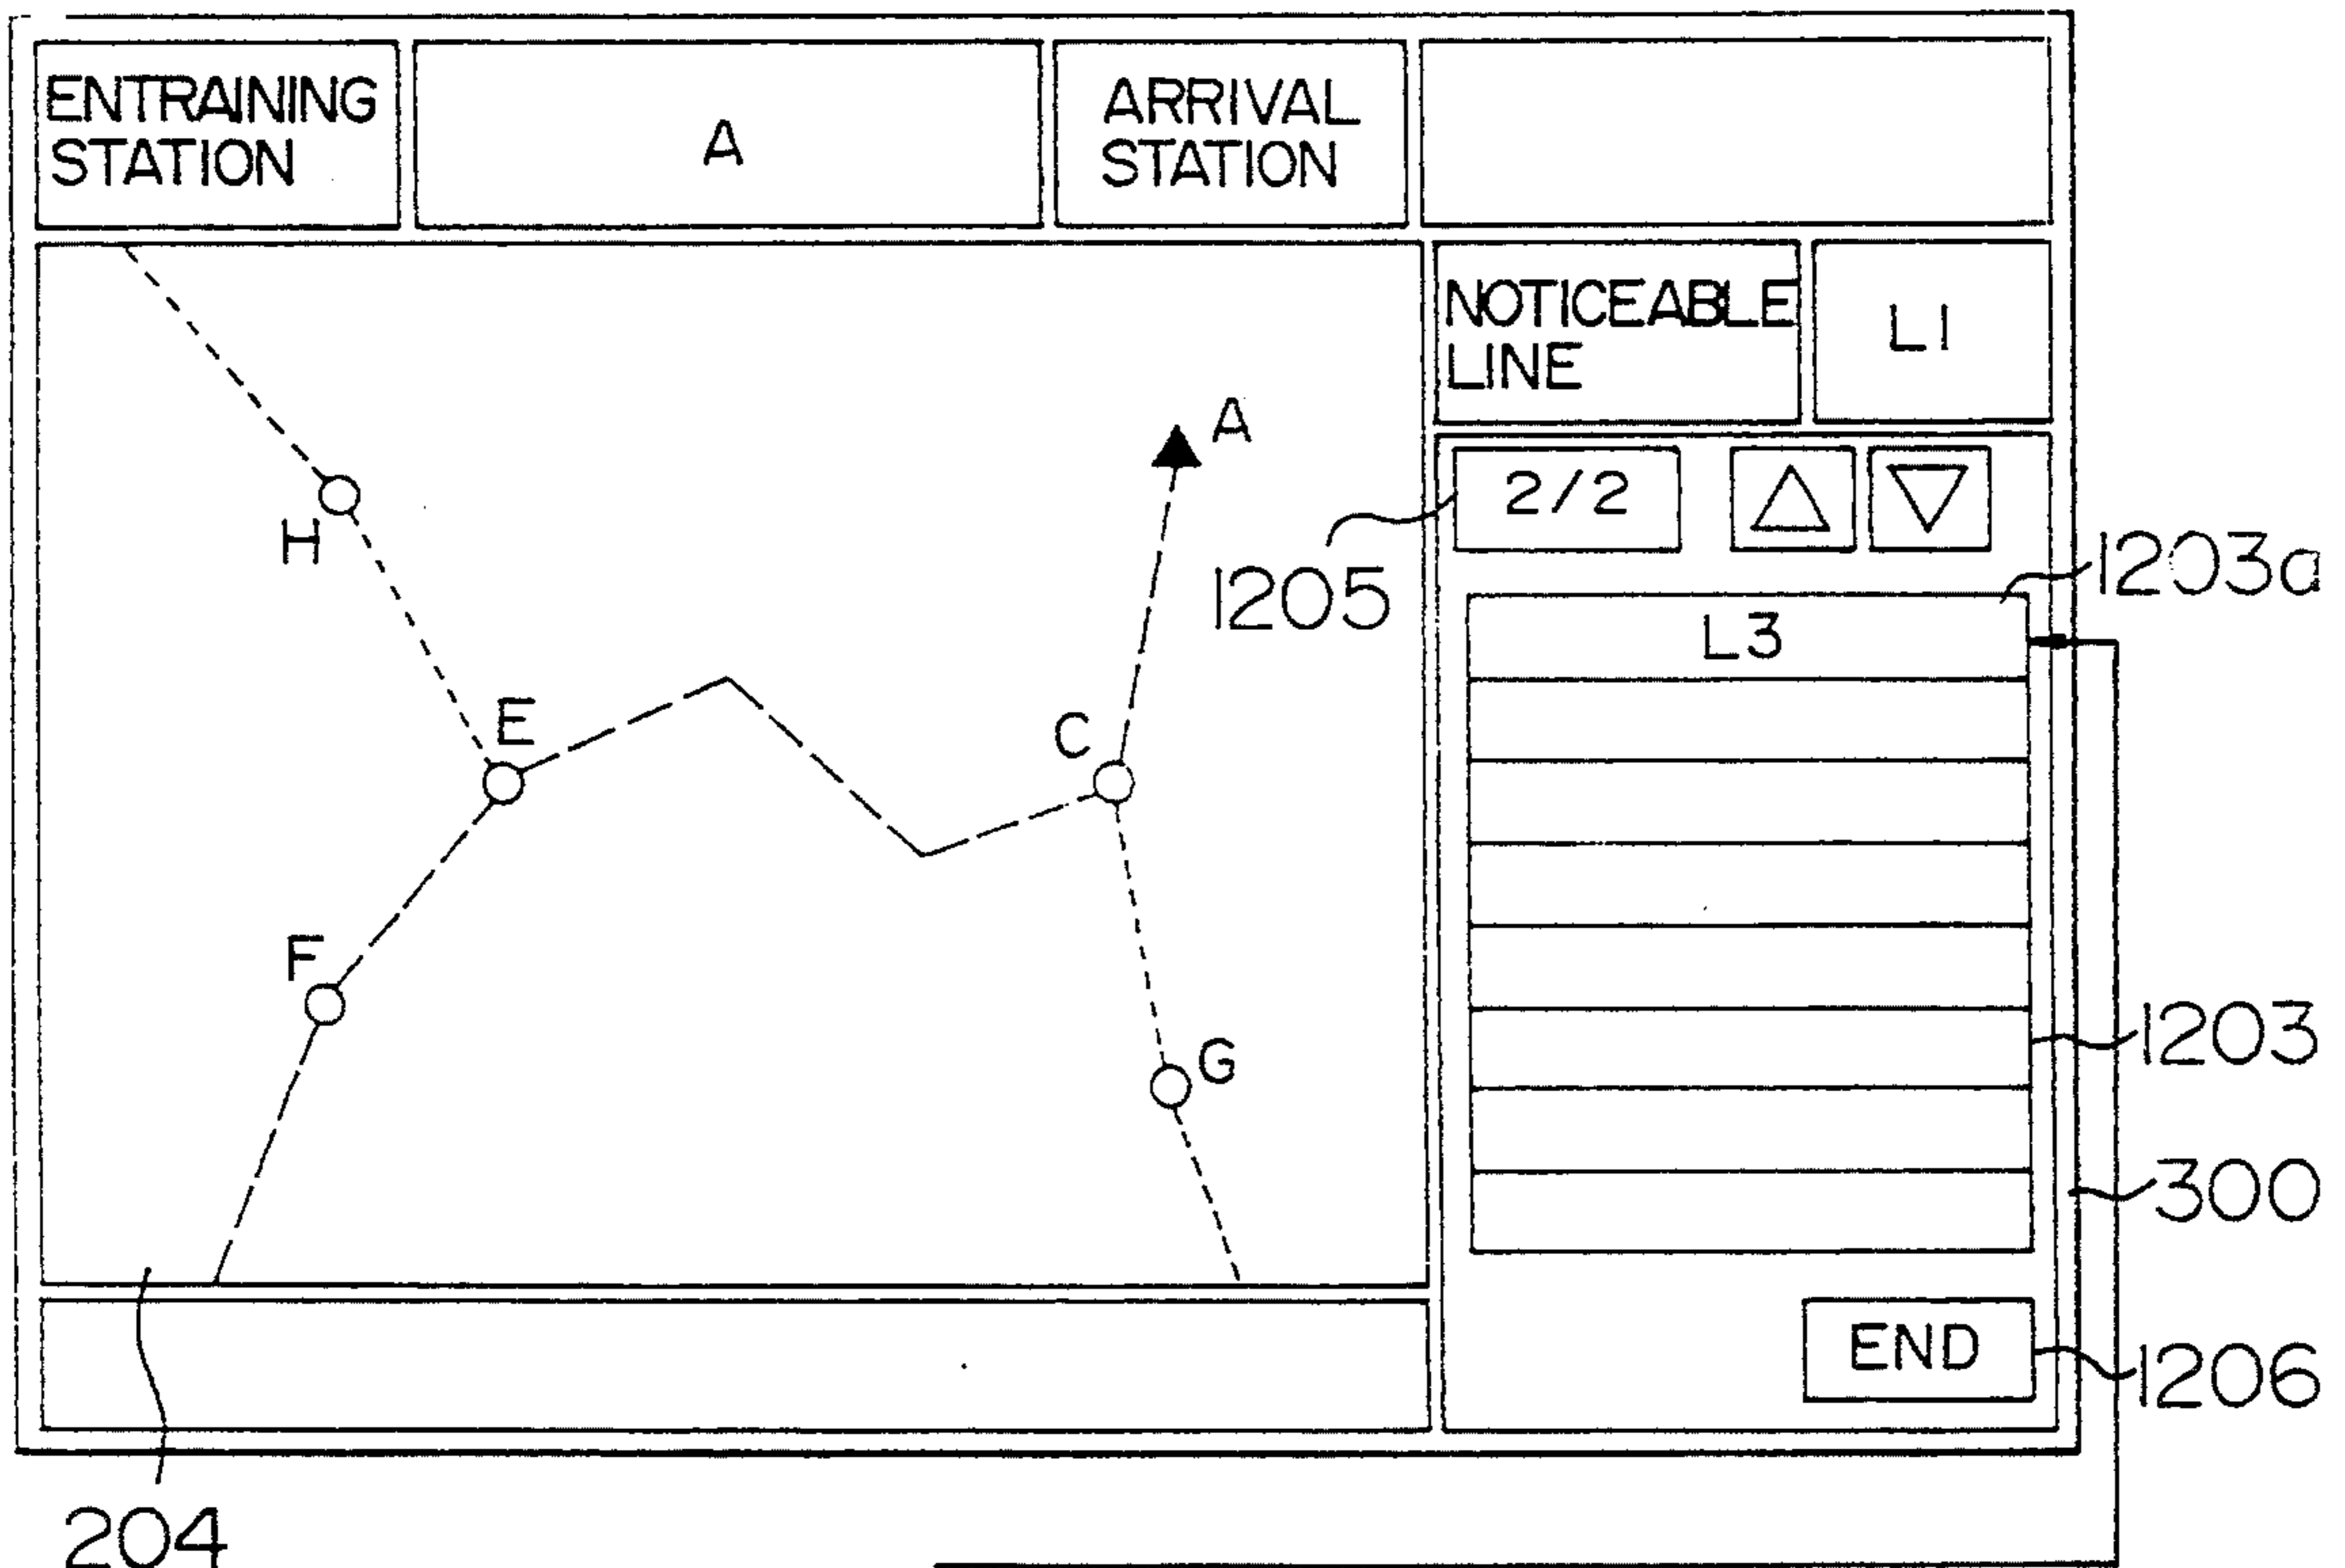 ENTRAINING
STATION
A
ARRIVAL
STATION
NOTICEABLE
LINE
L1
A
2/2
H
1205
1203a
L3
E
C
F
1203
G
300
END
1206
204